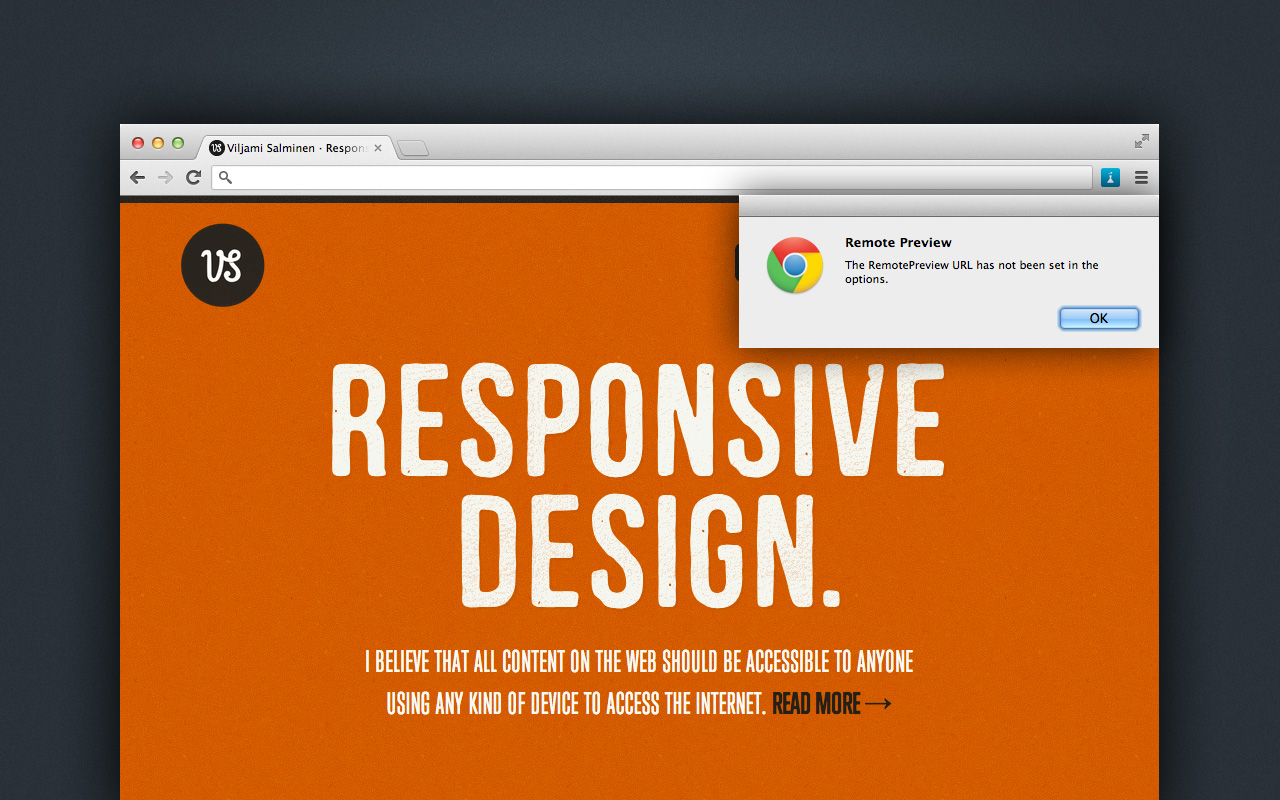 Viljami Salminen · Respons
VS
Remote Preview
The RemotePreview URL has not been set in the
options.
OK
RESPONSIVE
DESIGN.
I BELIEVE THAT ALL CONTENT ON THE WEB SHOULD BE ACCESSIBLE TO ANYONE
USING ANY KIND OF DEVICE TO ACCESS THE INTERNET. READ MORE →